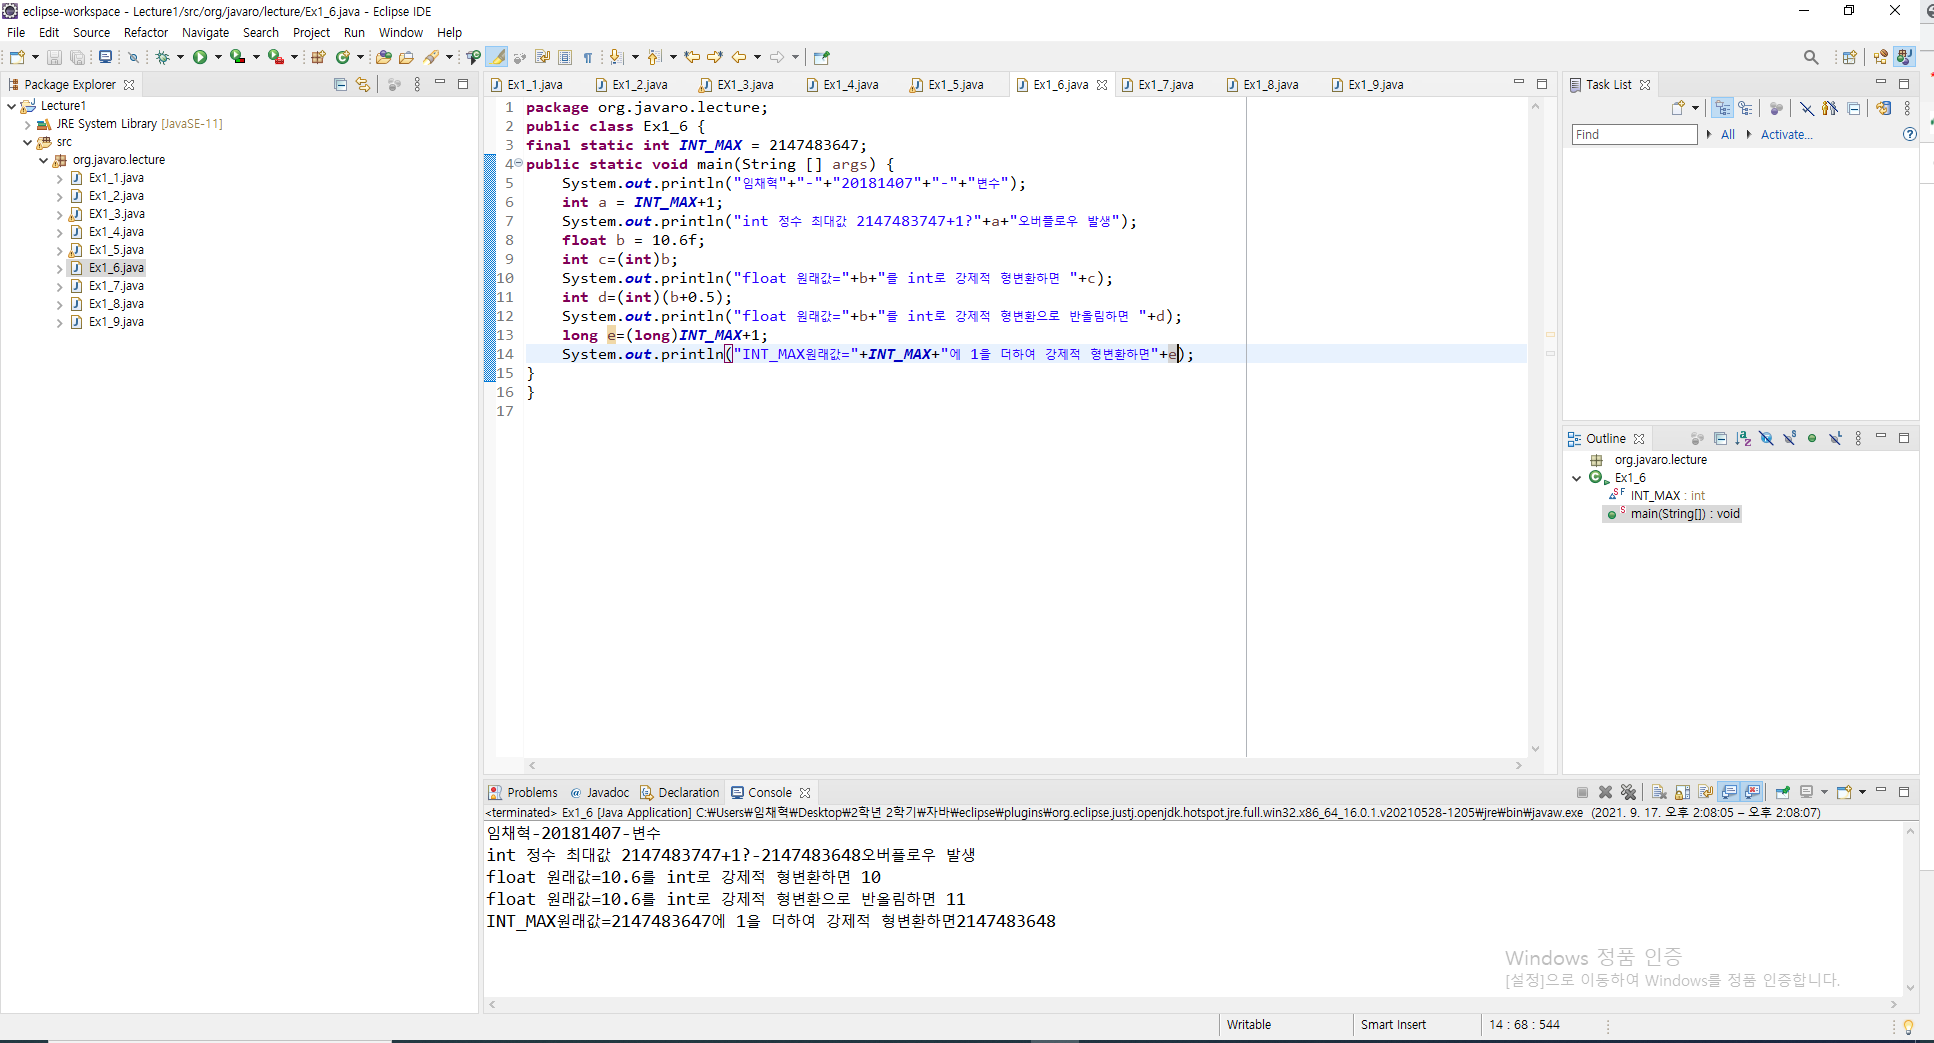 eclipse-workspace - Lecture1/src/org/javaro/lecture/Ex1_6.java - Eclipse IDE
File Edit Source Refactor Navigate Search Project Run Window Help
Package Explorer
Lecture1
JRE System Library [JavaSE-11]
src
org.javaro.lecture
Ex1_1.java
Ex1_2.java
EX1_3.java
Ex1_4.java
Ex1_5.java
Ex1_6.java
Ex1_7.java
Ex1_8.java
Ex1_9.java
Ex1_1.java Ex1_2.java EX1_3.java Ex1_4.java Ex1_5.java Ex1_6.java Ex1_7.java Ex1_8.java Ex1_9.java
1 package org.javaro.lecture;
2 public class Ex1_6 {
3 final static int INT_MAX = 2147483647;
4 public static void main(String [] args) {
5 System.out.println("임채혁"+"-"+"20181407"+"-"+"변수");
6 int a = INT_MAX+1;
7 System.out.println("int 정수 최대값 2147483747+1?"+a+"오버플로우 발생");
8 float b = 10.6f;
9 int c=(int)b;
10 System.out.println("float 원래값="+b+"를 int로 강제적 형변환하면 "+c);
11 int d=(int)(b+0.5);
12 System.out.println("float 원래값="+b+"를 int로 강제적 형변환으로 반올림하면 "+d);
13 long e=(long)INT_MAX+1;
14 System.out.println("INT_MAX원래값="+INT_MAX+"에 1을 더하여 강제적 형변환하면"+e);
15 }
16 }
17
Task List
Find All Activate...
Outline
org.javaro.lecture
Ex1_6
INT_MAX : int
main(String[]) : void
Problems Javadoc Declaration Console
<terminated> Ex1_6 [Java Application] C:₩Users₩임채혁₩Desktop₩2학년 2학기₩자바₩eclipse₩plugins₩org.eclipse.justj.openjdk.hotspot.jre.full.win32.x86_64_16.0.1.v20210528-1205₩jre₩bin₩javaw.exe (2021. 9. 17. 오후 2:08:05 – 오후 2:08:07)
임채혁-20181407-변수
int 정수 최대값 2147483747+1?-2147483648오버플로우 발생
float 원래값=10.6를 int로 강제적 형변환하면 10
float 원래값=10.6를 int로 강제적 형변환으로 반올림하면 11
INT_MAX원래값=2147483647에 1을 더하여 강제적 형변환하면2147483648
Windows 정품 인증
[설정]으로 이동하여 Windows를 정품 인증합니다.
Writable Smart Insert 14 : 68 : 544